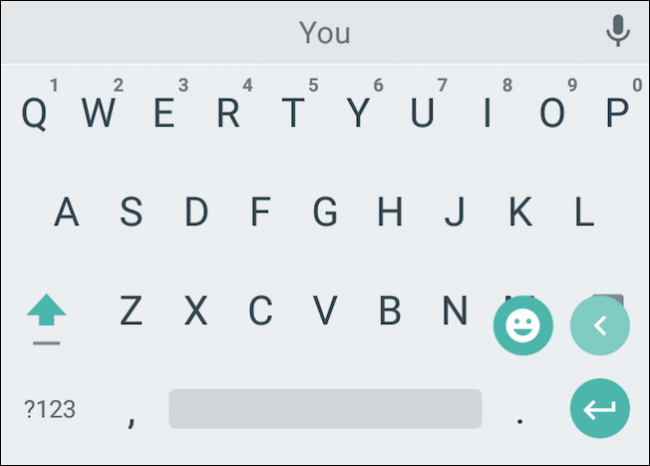 You
1 2 3 4 5 6 7 8 9 0
Q W E R T Y U I O P
A S D F G H J K L
Z X C V B N
?123 , .